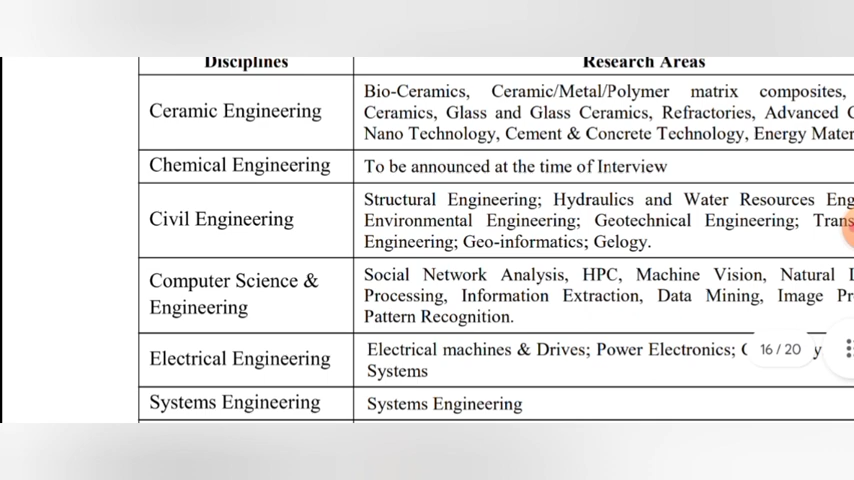 Disciplines
Research Areas
Ceramic Engineering
Bio-Ceramics, Ceramic/Metal/Polymer matrix composites,
Ceramics, Glass and Glass Ceramics, Refractories, Advanced
Nano Technology, Cement & Concrete Technology, Energy
Chemical Engineering
To be announced at the time of Interview
Civil Engineering
Structural Engineering; Hydraulics and Water Resources
Environmental Engineering; Geotechnical Engineering;
Engineering; Geo-informatics; Gelogy.
Computer Science &
Engineering
Social Network Analysis, HPC, Machine Vision, Natural
Processing, Information Extraction, Data Mining, Image
Pattern Recognition.
Electrical Engineering
Electrical machines & Drives; Power Electronics;
Systems
16 / 20
Systems Engineering
Systems Engineering